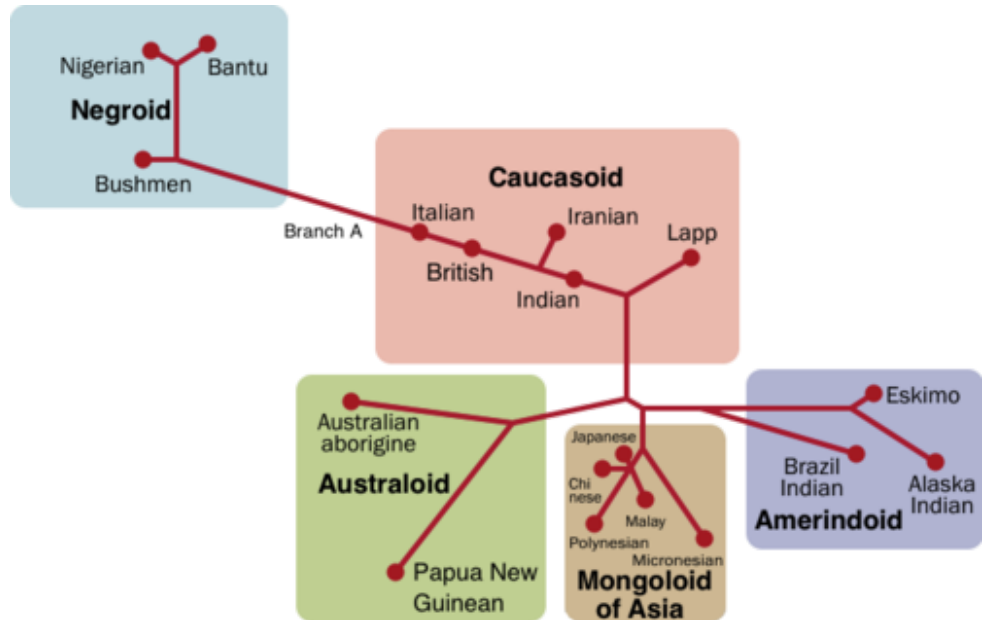 Nigerian
Bantu
Negroid
Bushmen
Branch A
Caucasoid
Italian
Iranian
Lapp
British
Indian
Australian
aborigine
Australoid
Papua New
Guinean
Japanese
Chi
nese
Malay
Polynesian
Micronesian
Mongoloid
of Asia
Eskimo
Brazil
Indian
Alaska
Indian
Amerindoid